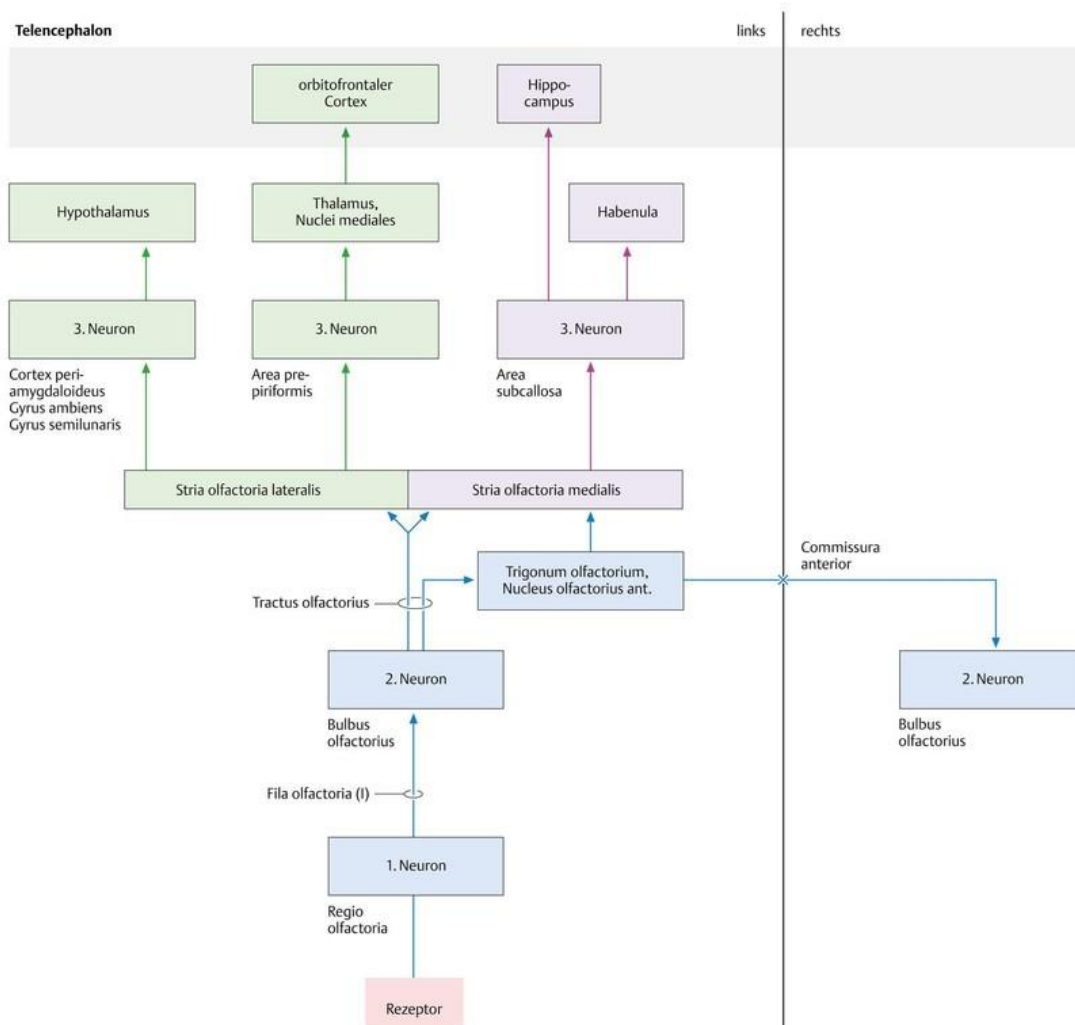 Telencephalon
links
rechts
orbitofrontaler
Cortex
Hippo-
campus
Hypothalamus
Thalamus,
Nuclei mediales
Habenula
3. Neuron
3. Neuron
3. Neuron
Cortex peri-
amygdaloideus
Gyrus ambiens
Gyrus semilunaris
Area pre-
piriformis
Area
subcallosa
Stria olfactoria lateralis
Stria olfactoria medialis
Commissura
anterior
Trigonum olfactorium,
Nucleus olfactorius ant.
Tractus olfactorius
2. Neuron
2. Neuron
Bulbus
olfactorius
Bulbus
olfactorius
Fila olfactoria (I)
1. Neuron
Regio
olfactoria
Rezeptor